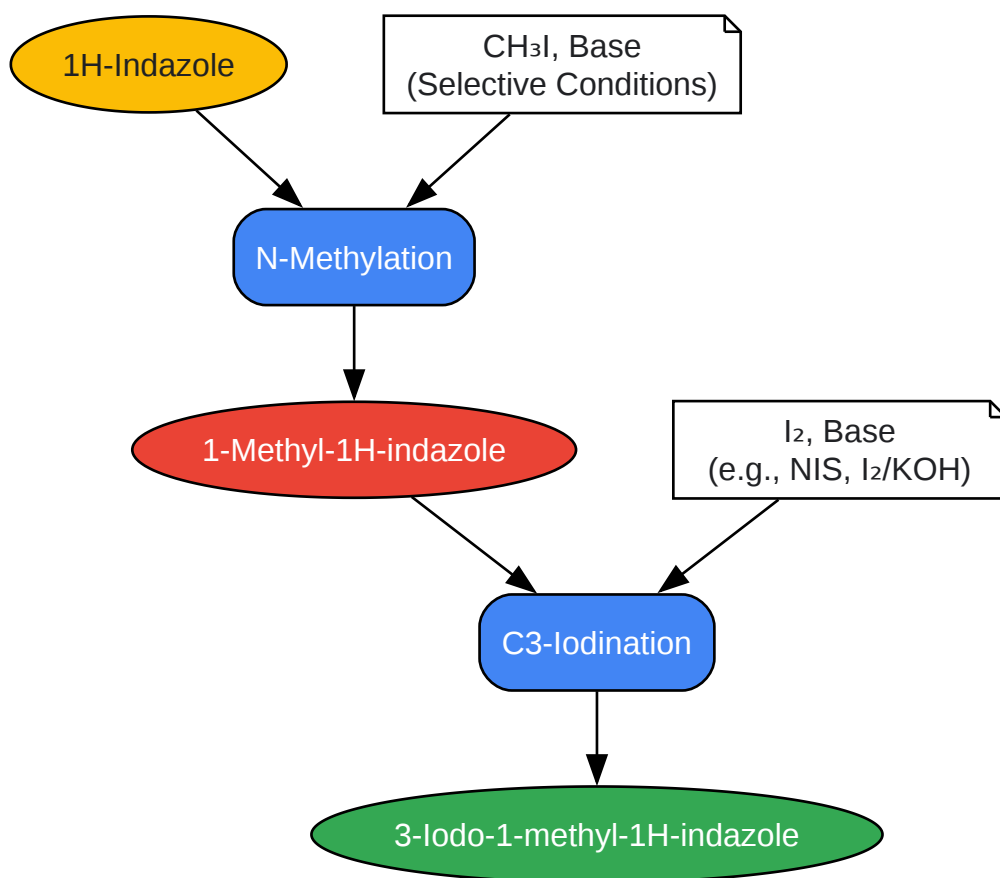 1H-Indazole
CH₃I, Base
(Selective Conditions)
N-Methylation
1-Methyl-1H-indazole
I₂, Base
(e.g., NIS, I₂/KOH)
C3-Iodination
3-Iodo-1-methyl-1H-indazole